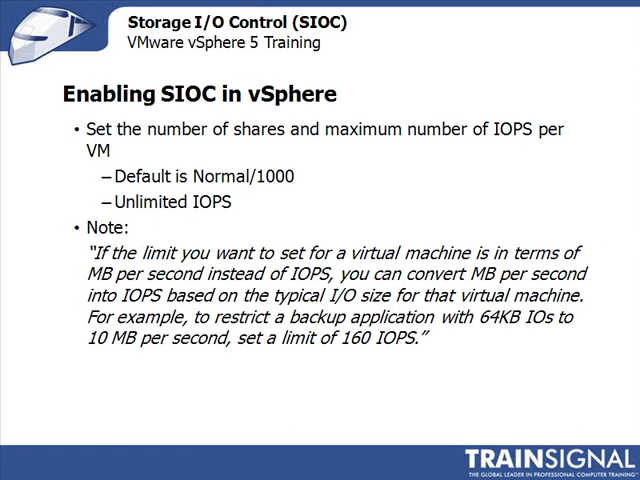 Storage I/O Control (SIOC)
VMware vSphere 5 Training
Enabling SIOC in vSphere
• Set the number of shares and maximum number of IOPS per
VM
– Default is Normal/1000
– Unlimited IOPS
• Note:
"If the limit you want to set for a virtual machine is in terms of
MB per second instead of IOPS, you can convert MB per second
into IOPS based on the typical I/O size for that virtual machine.
For example, to restrict a backup application with 64KB IOs to
10 MB per second, set a limit of 160 IOPS."
TRAINSIGNAL
THE GLOBAL LEADER IN PROFESSIONAL COMPUTER TRAINING